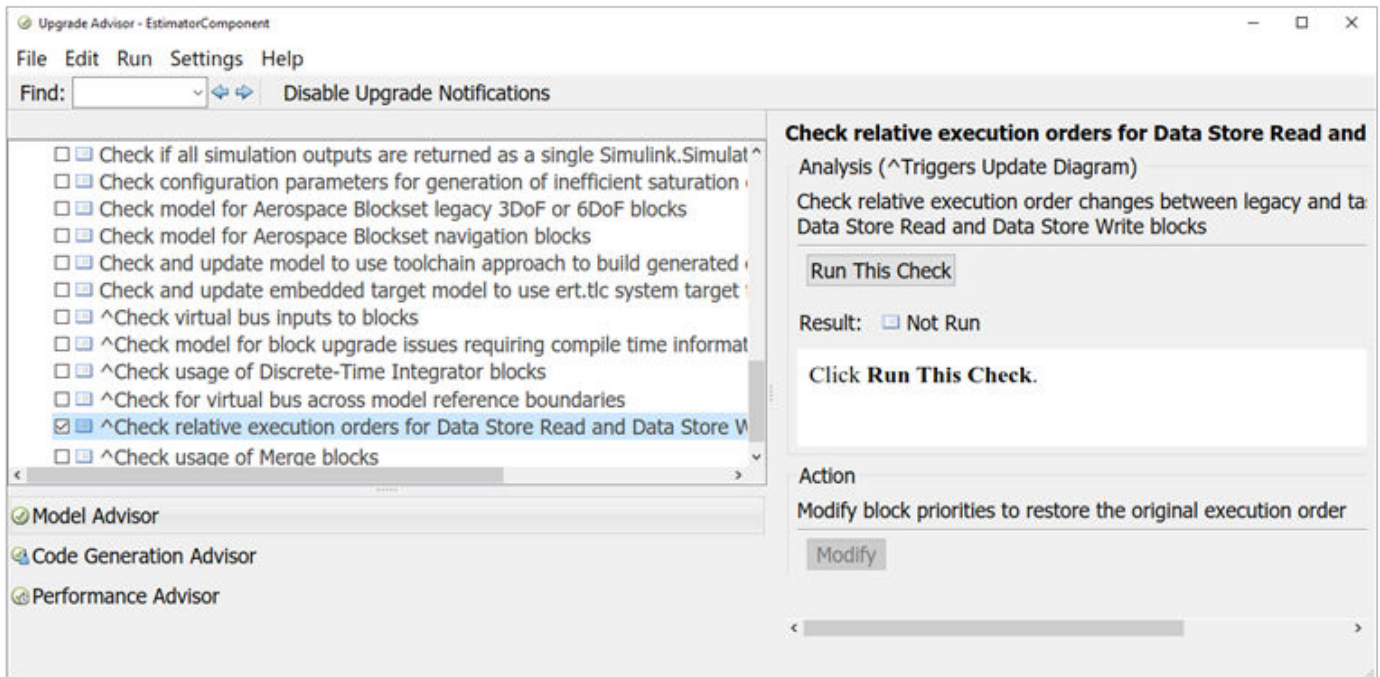 Upgrade Advisor - EstimatorComponent
File Edit Run Settings Help
Find: Disable Upgrade Notifications
Check if all simulation outputs are returned as a single Simulink.Simulat
Check configuration parameters for generation of inefficient saturation
Check model for Aerospace Blockset legacy 3DoF or 6DoF blocks
Check model for Aerospace Blockset navigation blocks
Check and update model to use toolchain approach to build generated
Check and update embedded target model to use ert.tlc system target
^Check virtual bus inputs to blocks
^Check model for block upgrade issues requiring compile time informat
^Check usage of Discrete-Time Integrator blocks
^Check for virtual bus across model reference boundaries
^Check relative execution orders for Data Store Read and Data Store W
^Check usage of Merge blocks
Model Advisor
Code Generation Advisor
Performance Advisor
Check relative execution orders for Data Store Read and
Analysis (^Triggers Update Diagram)
Check relative execution order changes between legacy and ta
Data Store Read and Data Store Write blocks
Run This Check
Result: Not Run
Click Run This Check.
Action
Modify block priorities to restore the original execution order
Modify